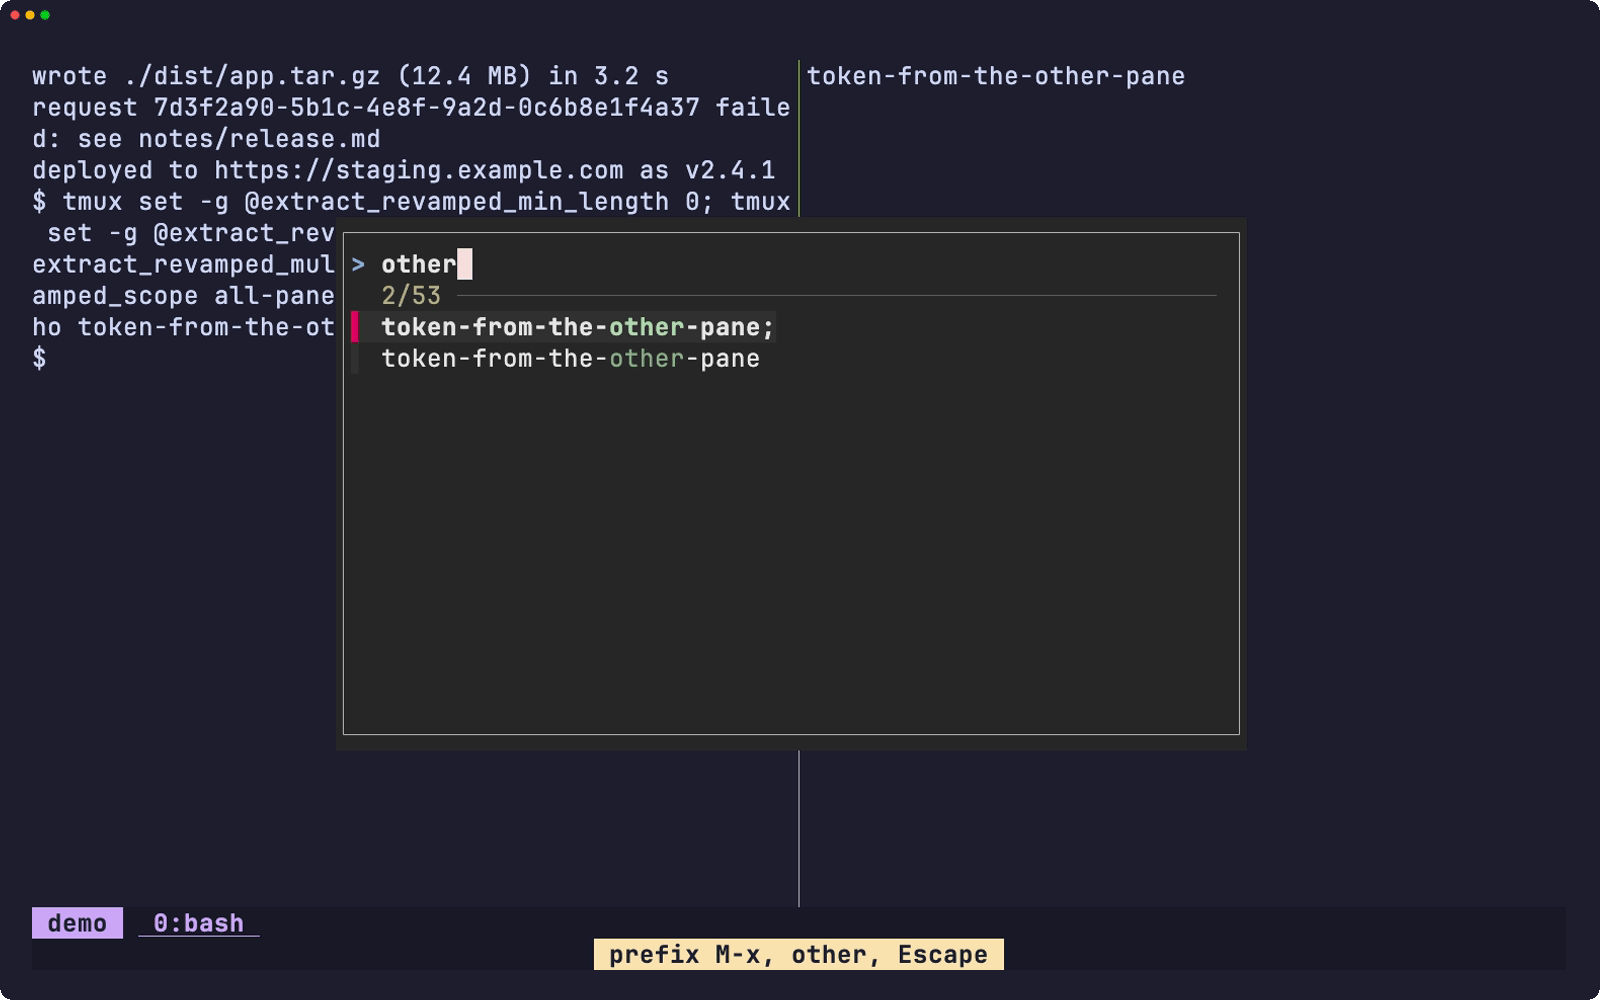 wrote ./dist/app.tar.gz (12.4 MB) in 3.2 s
request 7d3f2a90-5b1c-4e8f-9a2d-0c6b8e1f4a37 faile
d: see notes/release.md
deployed to https://staging.example.com as v2.4.1
$ tmux set -g @extract_revamped_min_length 0; tmux
 set -g @extract_rev
extract_revamped_mul
amped_scope all-pane
ho token-from-the-ot
$
token-from-the-other-pane
> other
2/53
token-from-the-other-pane;
token-from-the-other-pane
demo 0:bash
prefix M-x, other, Escape